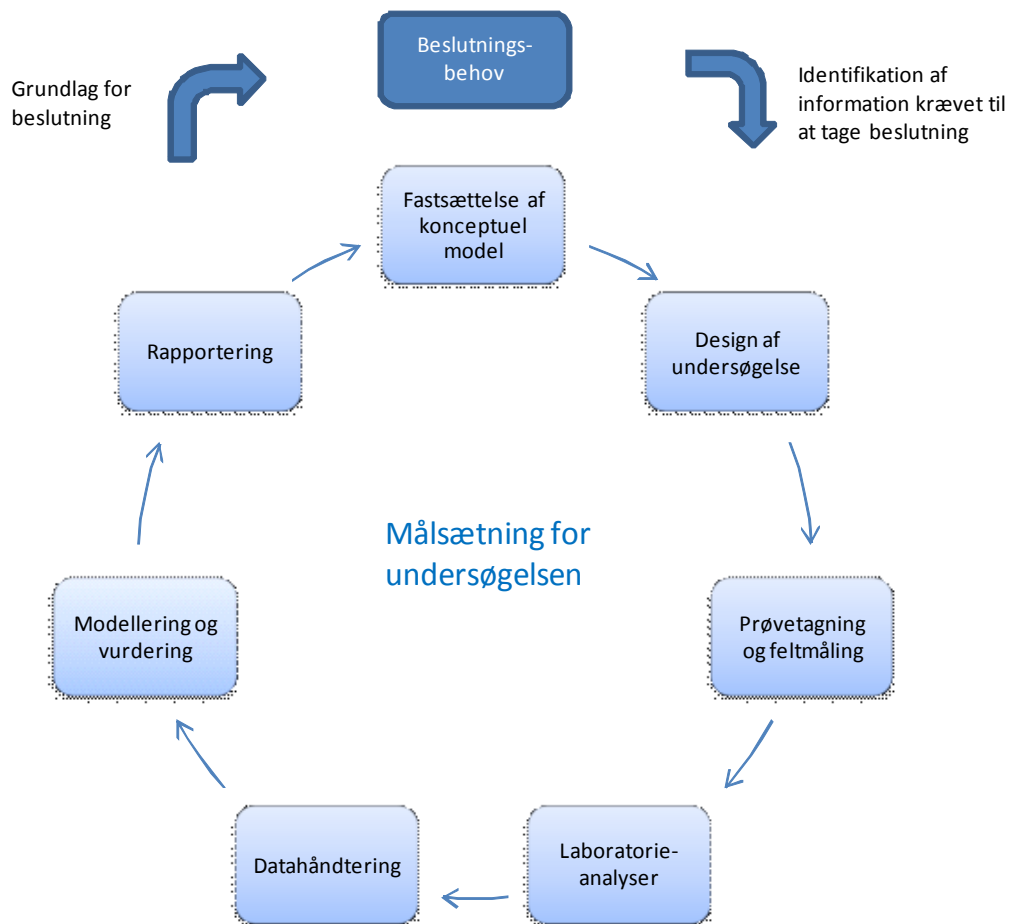 Beslutnings-
behov
Grundlag for
beslutning
Identifikation af
information krævet til
at tage beslutning
Fastsættelse af
konceptuel
model
Design af
undersøgelse
Prøvetagning
og feltmåling
Laboratorie-
analyser
Datahåndtering
Modellering og
vurdering
Rapportering
Målsætning for
undersøgelsen